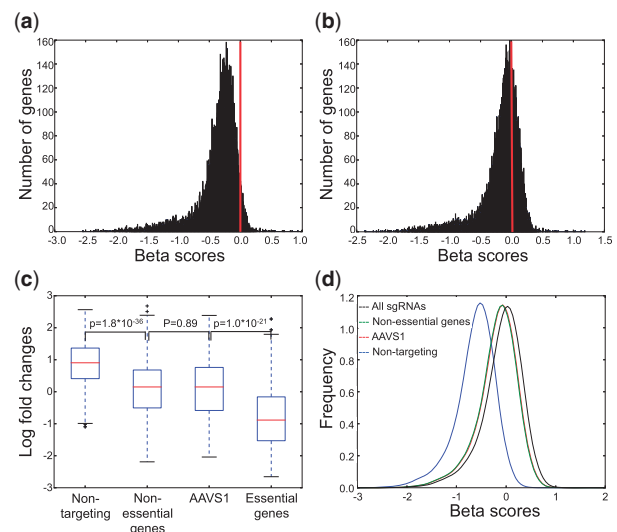 (a)
Number of genes
160
140
120
100
80
60
40
20
0
-3.0 -2.5 -2.0 -1.5 -1.0 -0.5 0.0 0.5 1.0
Beta scores
(b)
Number of genes
160
140
120
100
80
60
40
20
0
-2.5 -2.0 -1.5 -1.0 -0.5 0.0 0.5 1.0 1.5
Beta scores
(c)
Log fold changes
3
2
1
0
-1
-2
-3
p=1.8*10-36 P=0.89 p=1.0*10-21
Non-targeting
Non-essential genes
AAVS1
Essential genes
(d)
Frequency
1.2
1.0
0.8
0.6
0.4
0.2
0.0
All sgRNAs
Non-essential genes
AAVS1
Non-targeting
-3 -2 -1 0 1 2
Beta scores